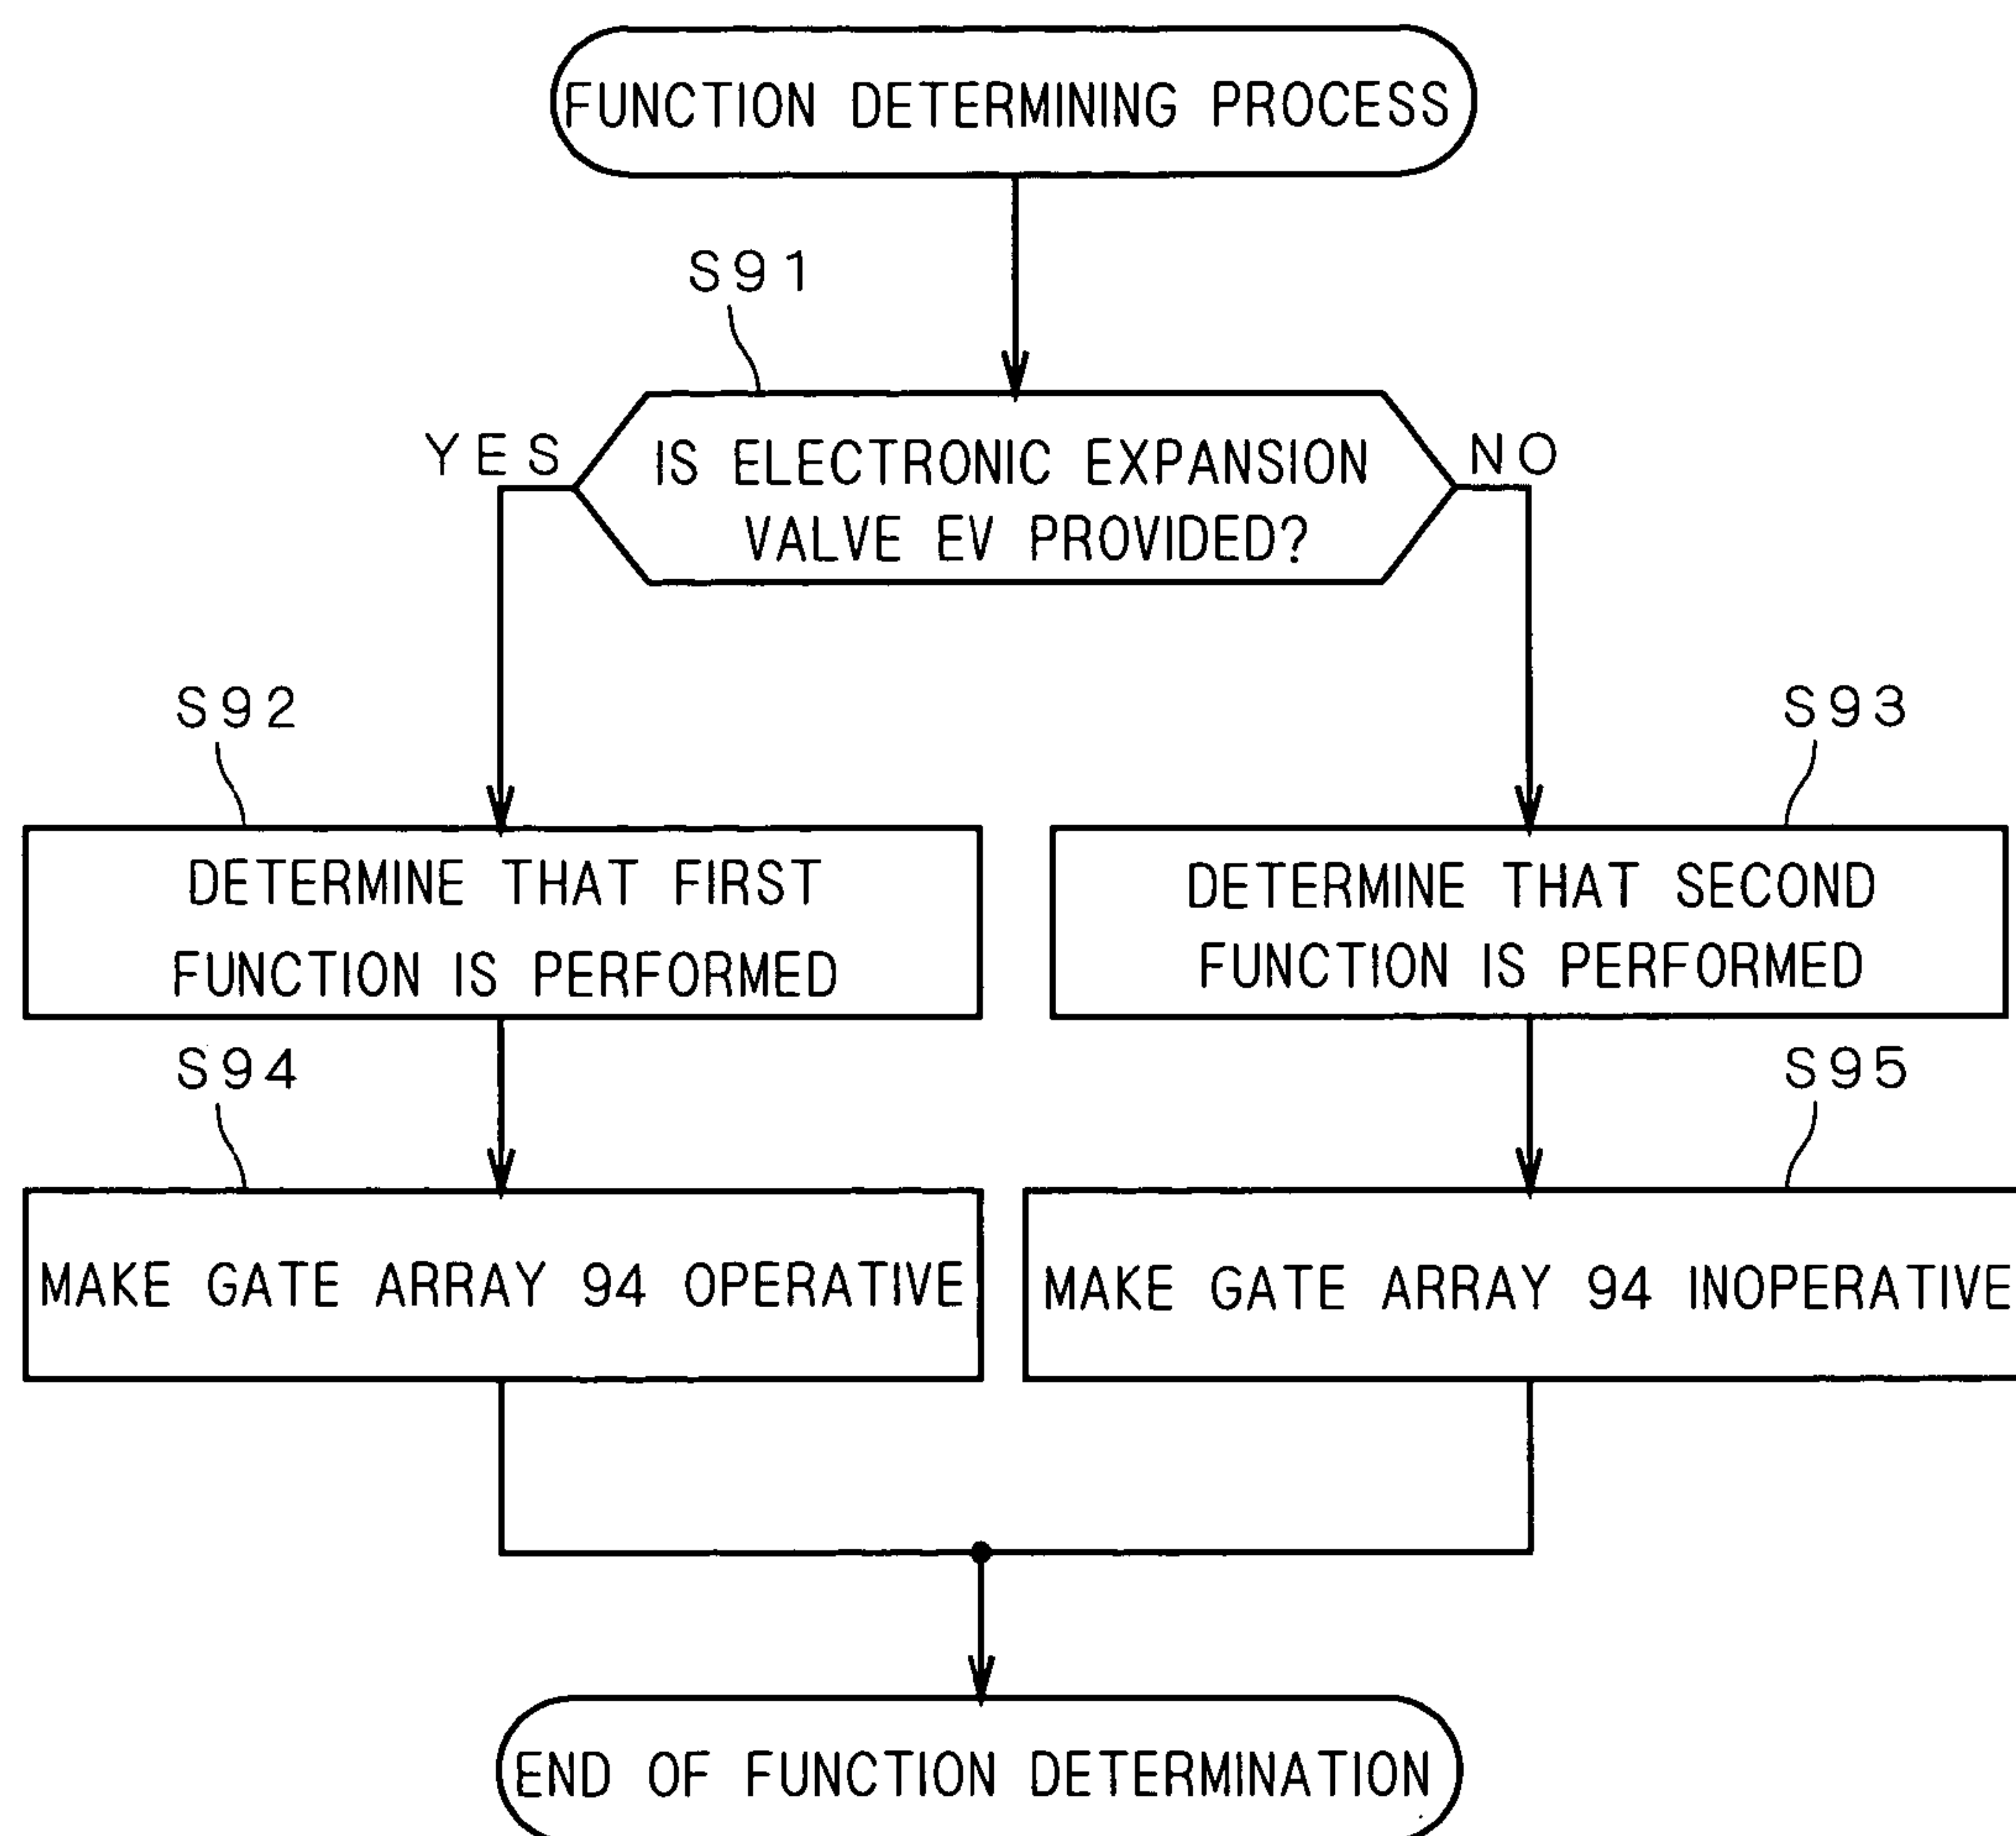 FUNCTION DETERMINING PROCESS
S91
YES
IS ELECTRONIC EXPANSION
VALVE EV PROVIDED?
NO
S92
DETERMINE THAT FIRST
FUNCTION IS PERFORMED
S93
DETERMINE THAT SECOND
FUNCTION IS PERFORMED
S94
MAKE GATE ARRAY 94 OPERATIVE
S95
MAKE GATE ARRAY 94 INOPERATIVE
END OF FUNCTION DETERMINATION